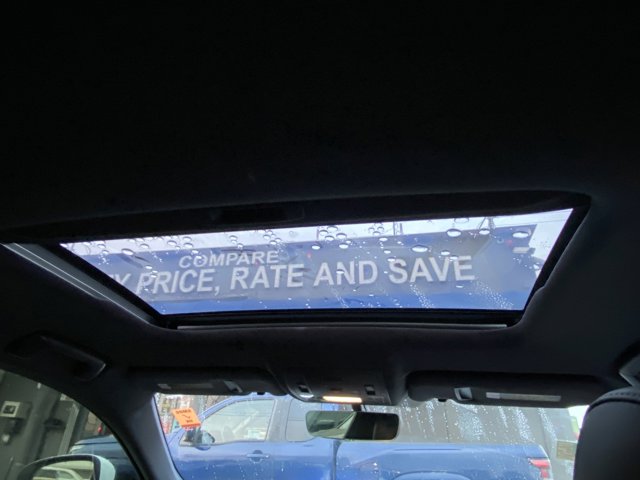 COMPARE
PRICE, RATE AND SAVE